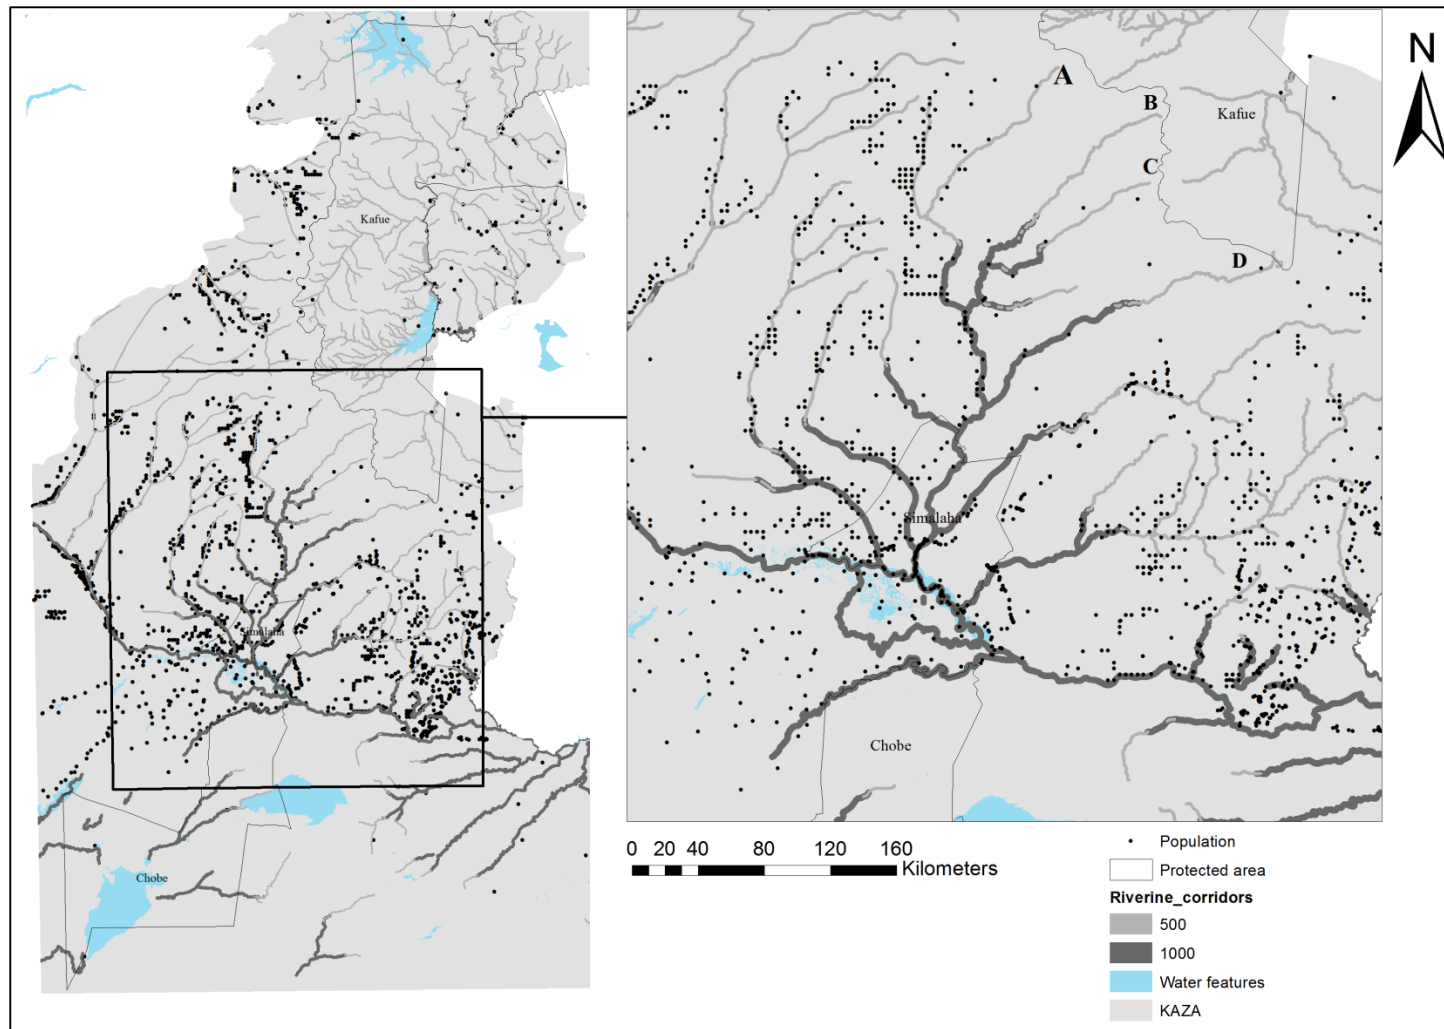 Kafue
Simalaha
Chobe
A
B
Kafue
C
D
Simalaha
Chobe
N
0 20 40 80 120 160
Kilometers
Population
Protected area
Riverine_corridors
500
1000
Water features
KAZA